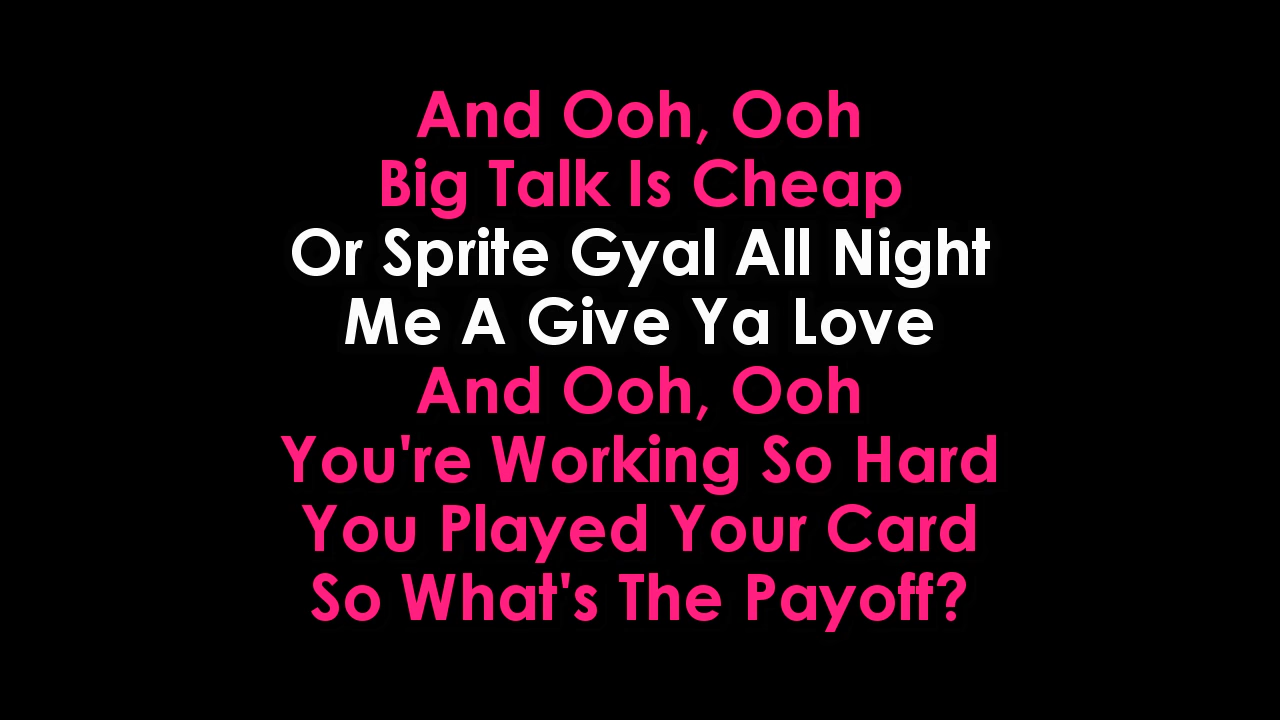 And Ooh, Ooh
Big Talk Is Cheap
Or Sprite Gyal All Night
Me A Give Ya Love
And Ooh, Ooh
You're Working So Hard
You Played Your Card
So What's The Payoff?